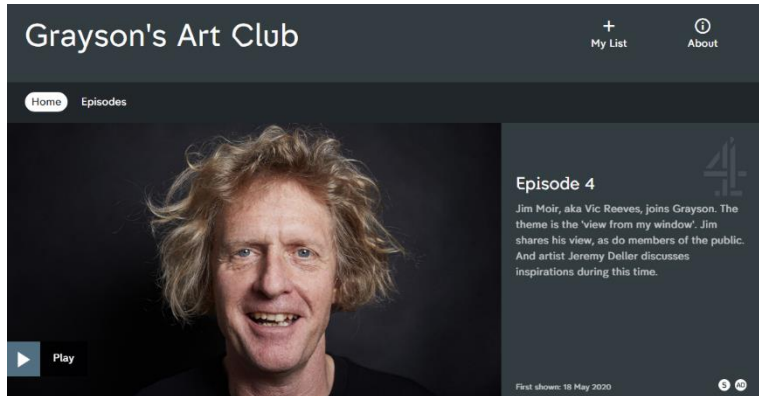 Grayson's Art Club
+
My List
About
Home Episodes
Episode 4
Jim Moir, aka Vic Reeves, joins Grayson. The
theme is the 'view from my
window'. Jim
shares his view, as do members of the public.
And artist Jeremy Deller discusses
inspirations during this time.
Play
First shown: 18 May 2020
S AD